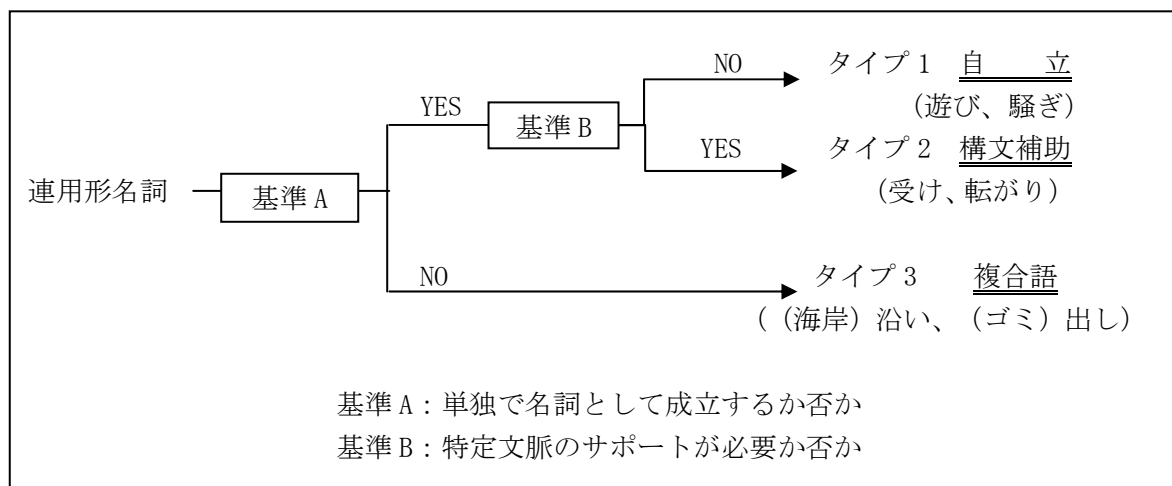 NO
タイプ1 自 立
(遊び、騒ぎ)
YES
基準B
YES
タイプ2 構文補助
(受け、転がり)
連用形名詞
基準A
NO
タイプ3 複合語
((海岸)沿い、(ゴミ)出し)
基準A:単独で名詞として成立するか否か
基準B:特定文脈のサポートが必要か否か